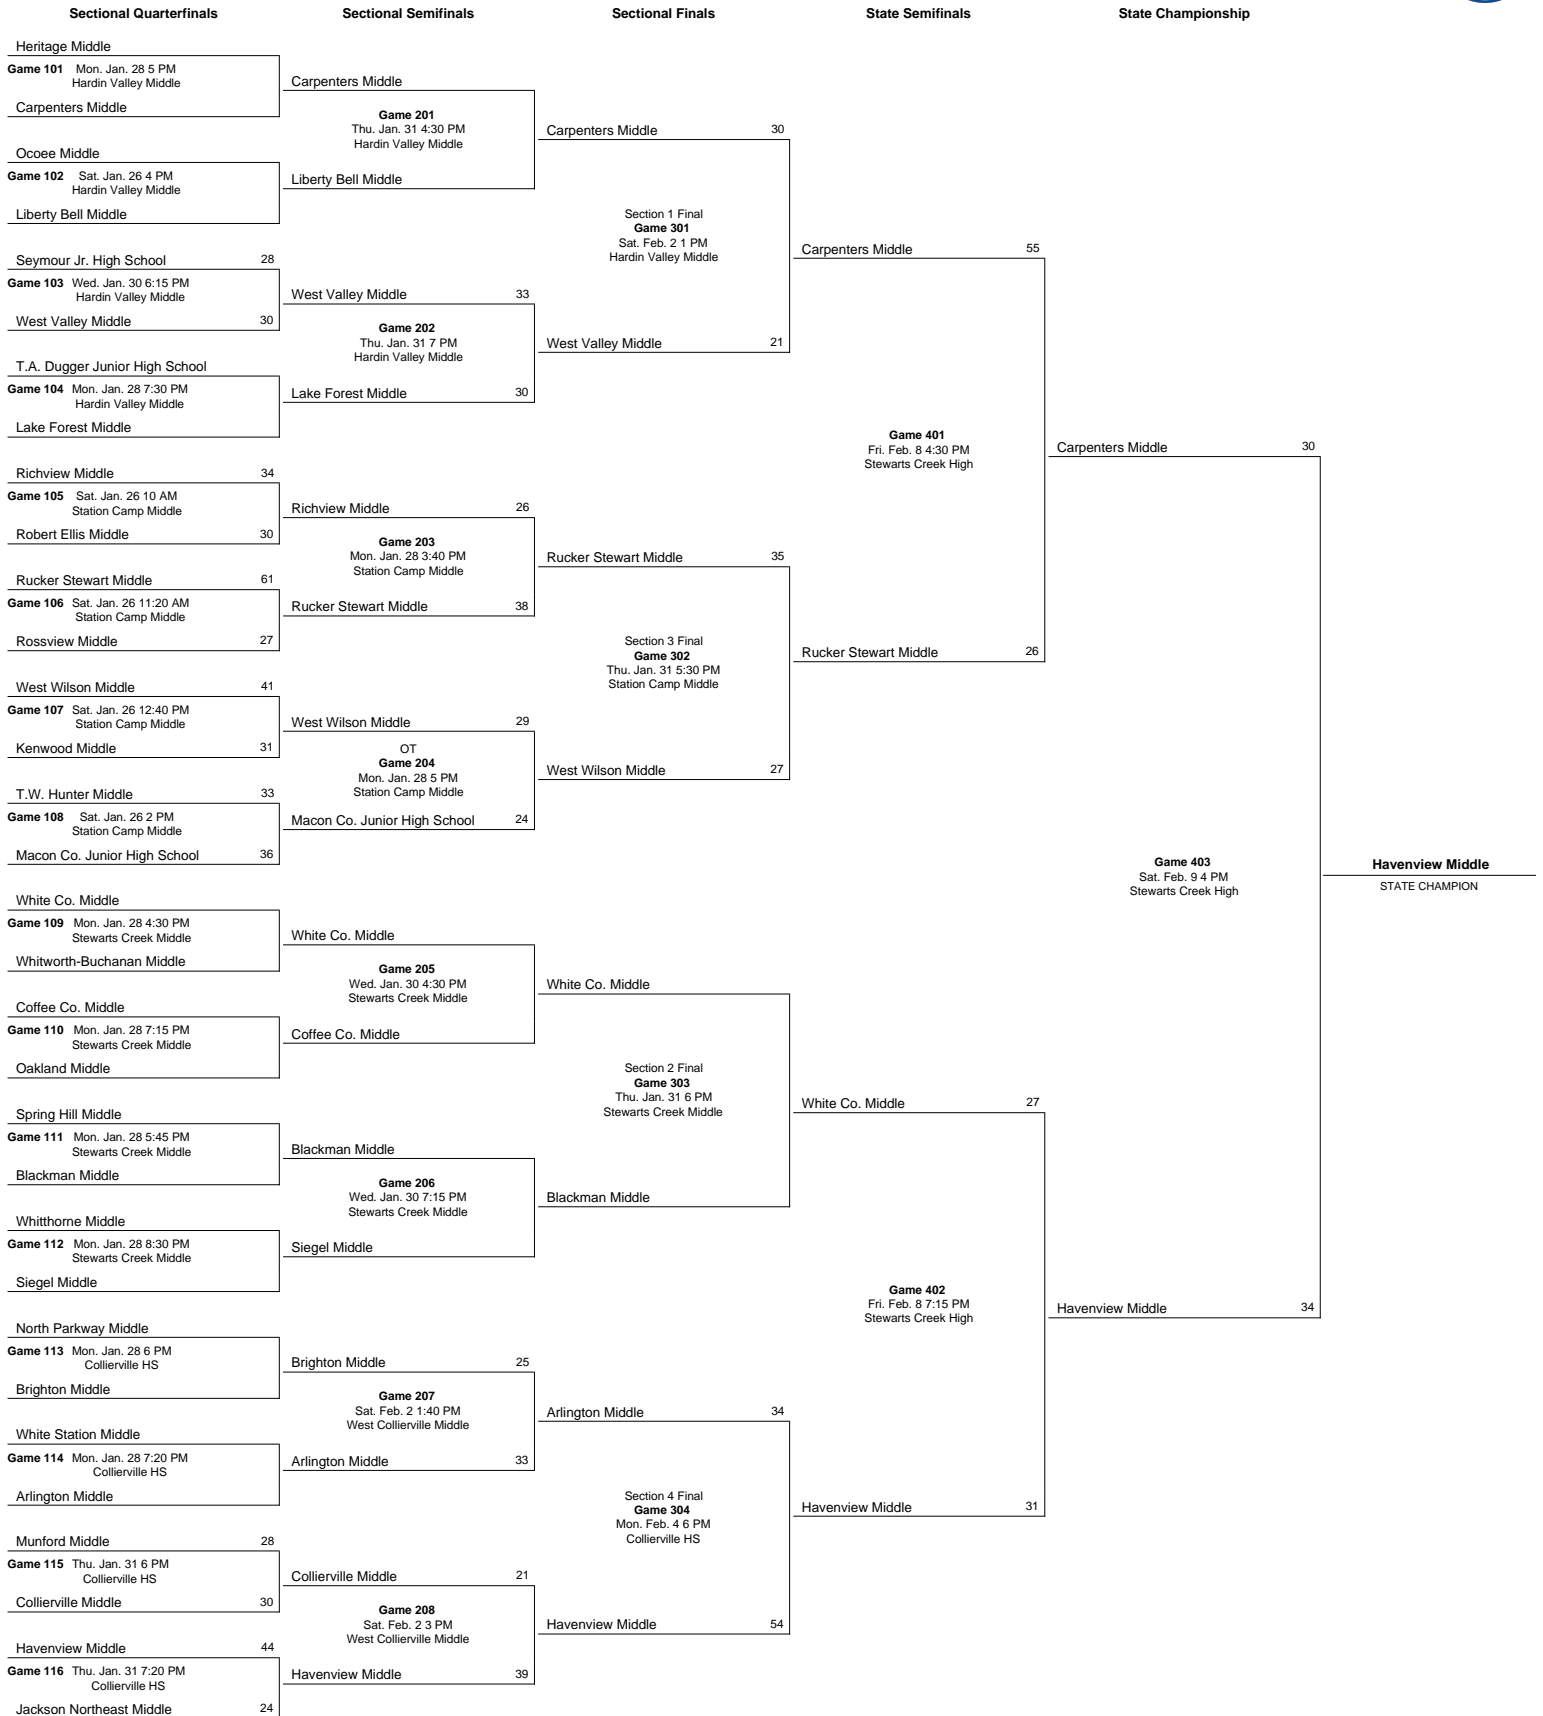 Sectional Quarterfinals
Sectional Semifinals
Sectional Finals
State Semifinals
State Championship
Heritage Middle
Game 101 Mon. Jan. 28 5 PM
Hardin Valley Middle
Carpenters Middle
Ocoee Middle
Game 102 Sat. Jan. 26 4 PM
Hardin Valley Middle
Liberty Bell Middle
Seymour Jr. High School 28
Game 103 Wed. Jan. 30 6:15 PM
Hardin Valley Middle
West Valley Middle 30
T.A. Dugger Junior High School
Game 104 Mon. Jan. 28 7:30 PM
Hardin Valley Middle
Lake Forest Middle
Richview Middle 34
Game 105 Sat. Jan. 26 10 AM
Station Camp Middle
Robert Ellis Middle 30
Rucker Stewart Middle 61
Game 106 Sat. Jan. 26 11:20 AM
Station Camp Middle
Rossview Middle 27
West Wilson Middle 41
Game 107 Sat. Jan. 26 12:40 PM
Station Camp Middle
Kenwood Middle 31
T.W. Hunter Middle 33
Game 108 Sat. Jan. 26 2 PM
Station Camp Middle
Macon Co. Junior High School 36
White Co. Middle
Game 109 Mon. Jan. 28 4:30 PM
Stewarts Creek Middle
Whitworth-Buchanan Middle
Coffee Co. Middle
Game 110 Mon. Jan. 28 7:15 PM
Stewarts Creek Middle
Oakland Middle
Spring Hill Middle
Game 111 Mon. Jan. 28 5:45 PM
Stewarts Creek Middle
Blackman Middle
Whitthorne Middle
Game 112 Mon. Jan. 28 8:30 PM
Stewarts Creek Middle
Siegel Middle
North Parkway Middle
Game 113 Mon. Jan. 28 6 PM
Collierville HS
Brighton Middle
White Station Middle
Game 114 Mon. Jan. 28 7:20 PM
Collierville HS
Arlington Middle
Munford Middle 28
Game 115 Thu. Jan. 31 6 PM
Collierville HS
Collierville Middle 30
Havenview Middle 44
Game 116 Thu. Jan. 31 7:20 PM
Collierville HS
Jackson Northeast Middle 24
Carpenters Middle
Game 201
Thu. Jan. 31 4:30 PM
Hardin Valley Middle
Liberty Bell Middle
West Valley Middle 33
Game 202
Thu. Jan. 31 7 PM
Hardin Valley Middle
Lake Forest Middle 30
Richview Middle 26
Game 203
Mon. Jan. 28 3:40 PM
Station Camp Middle
Rucker Stewart Middle 38
West Wilson Middle 29
OT
Game 204
Mon. Jan. 28 5 PM
Station Camp Middle
Macon Co. Junior High School 24
White Co. Middle
Game 205
Wed. Jan. 30 4:30 PM
Stewarts Creek Middle
Coffee Co. Middle
Blackman Middle
Game 206
Wed. Jan. 30 7:15 PM
Stewarts Creek Middle
Siegel Middle
Brighton Middle 25
Game 207
Sat. Feb. 2 1:40 PM
West Collierville Middle
Arlington Middle 33
Collierville Middle 21
Game 208
Sat. Feb. 2 3 PM
West Collierville Middle
Havenview Middle 39
Carpenters Middle 30
Section 1 Final
Game 301
Sat. Feb. 2 1 PM
Hardin Valley Middle
West Valley Middle 21
Rucker Stewart Middle 35
Section 3 Final
Game 302
Thu. Jan. 31 5:30 PM
Station Camp Middle
West Wilson Middle 27
White Co. Middle
Section 2 Final
Game 303
Thu. Jan. 31 6 PM
Stewarts Creek Middle
Blackman Middle
Arlington Middle 34
Section 4 Final
Game 304
Mon. Feb. 4 6 PM
Collierville HS
Havenview Middle 54
Carpenters Middle 55
Game 401
Fri. Feb. 8 4:30 PM
Stewarts Creek High
Rucker Stewart Middle 26
White Co. Middle 27
Game 402
Fri. Feb. 8 7:15 PM
Stewarts Creek High
Havenview Middle 31
Carpenters Middle 30
Game 403
Sat. Feb. 9 4 PM
Stewarts Creek High
Havenview Middle 34
Havenview Middle
STATE CHAMPION